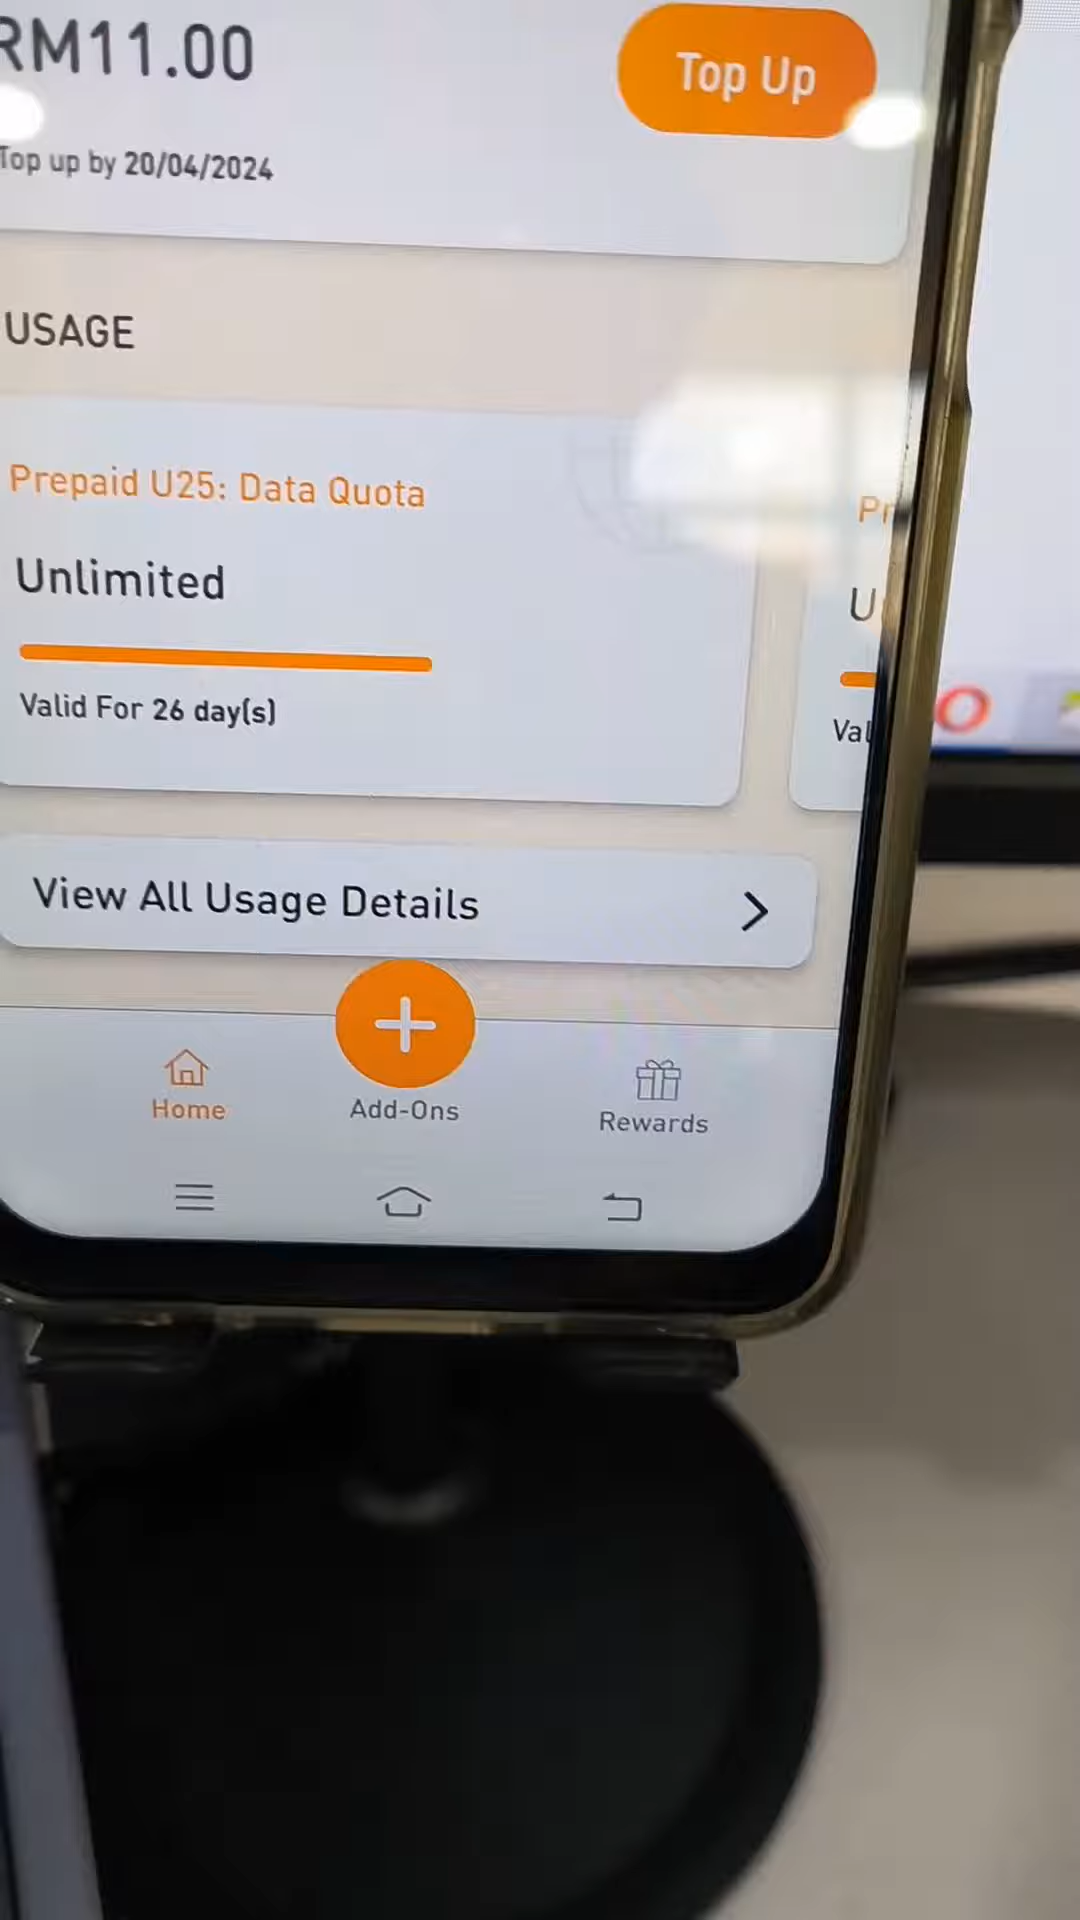 RM11.00
Top Up
Top up by 20/04/2024
USAGE
Prepaid U25: Data Quota
Unlimited
Valid For 26 day(s)
View All Usage Details
Home
Add-Ons
Rewards